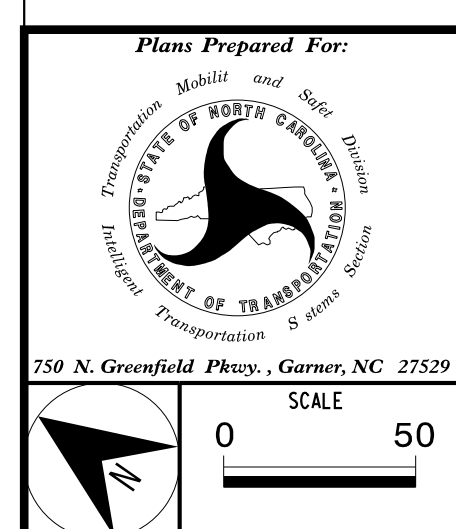 Plans Prepared For:
Transportation Mobilit and Safet Division
STATE OF NORTH CAROLINA
DEPARTMENT OF TRANSPORTATION
Intelligent Transportation S stems Section
750 N. Greenfield Pkwy. , Garner, NC 27529
SCALE
0 50
N